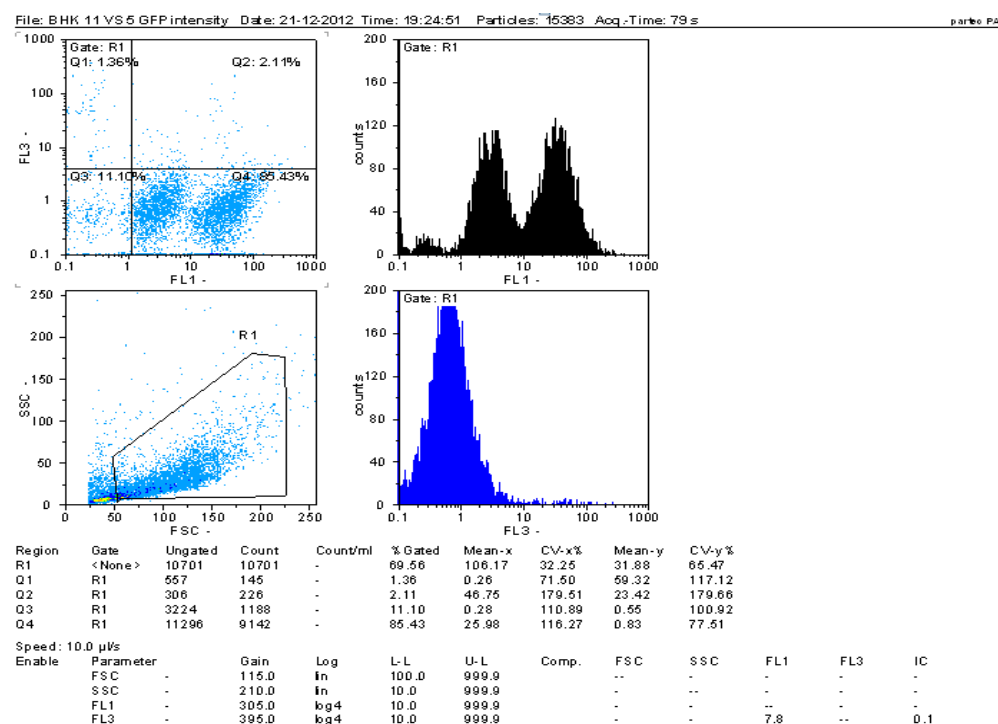 File: BHK 11 VS 5 GFP intensity Date: 21-12-2012 Time: 19:24:51 Particles: 15383 Acq.-Time: 79 s partec PA
1000 Gate: R1 200 Gate: R1
Q1: 1.36% Q2: 2.11%
160
100
120
FL3 - 10 counts
80
Q3: 11.10% Q4: 85.43%
1
40
0.1 0
0.1 1 10 100 1000 0.1 1 10 100 1000
FL1 - FL1 -
250 200 Gate: R1
200 R1 160
150 120
SSC - counts
100 80
50 40
0 0
0 50 100 150 200 250 0.1 1 10 100 1000
FSC - FL3 -
Region Gate Ungated Count Count/ml %Gated Mean-x CV-x% Mean-y CV-y%
R1 <None> 10701 10701 - 69.56 106.17 32.25 31.88 65.47
Q1 R1 557 145 - 1.36 0.26 71.50 59.32 117.12
Q2 R1 306 226 - 2.11 46.75 179.51 23.42 179.66
Q3 R1 3224 1188 - 11.10 0.28 110.89 0.55 100.92
Q4 R1 11296 9142 - 85.43 25.98 116.27 0.83 77.51
Speed: 10.0 µl/s
Enable Parameter Gain Log L-L U-L Comp. FSC SSC FL1 FL3 IC
FSC - 115.0 lin 100.0 999.9 -- - - -
SSC - 210.0 lin 10.0 999.9 - -- - -
FL1 - 305.0 log4 10.0 999.9 - - -- -
FL3 - 395.0 log4 10.0 999.9 - - 7.8 -- 0.1